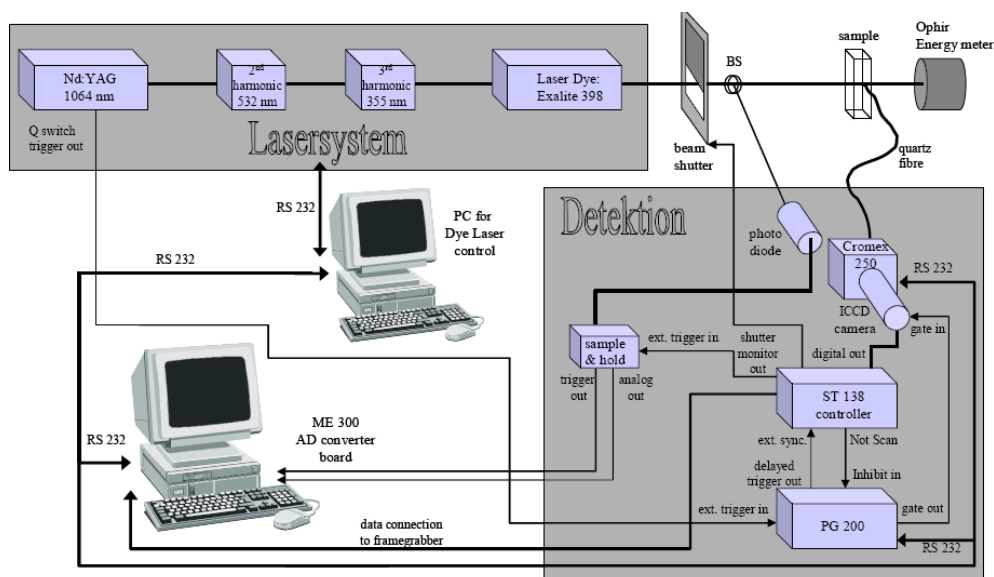 Nd:YAG
1064 nm
2nd
harmonic
532 nm
3rd
harmonic
355 nm
Laser Dye:
Exalite 398
BS
sample
Ophir
Energy meter
Q switch
trigger out
Lasersystem
beam
shutter
quartz
fibre
RS 232
PC for
Dye Laser
control
RS 232
Detektion
photo
diode
Cromex
250
RS 232
ICCD
camera
gate in
sample
& hold
ext. trigger in
shutter
monitor
out
digital out
trigger
out
analog
out
ST 138
controller
ME 300
AD converter
board
RS 232
ext. sync.
Not Scan
delayed
trigger out
Inhibit in
data connection
to framegrabber
ext. trigger in
PG 200
gate out
RS 232